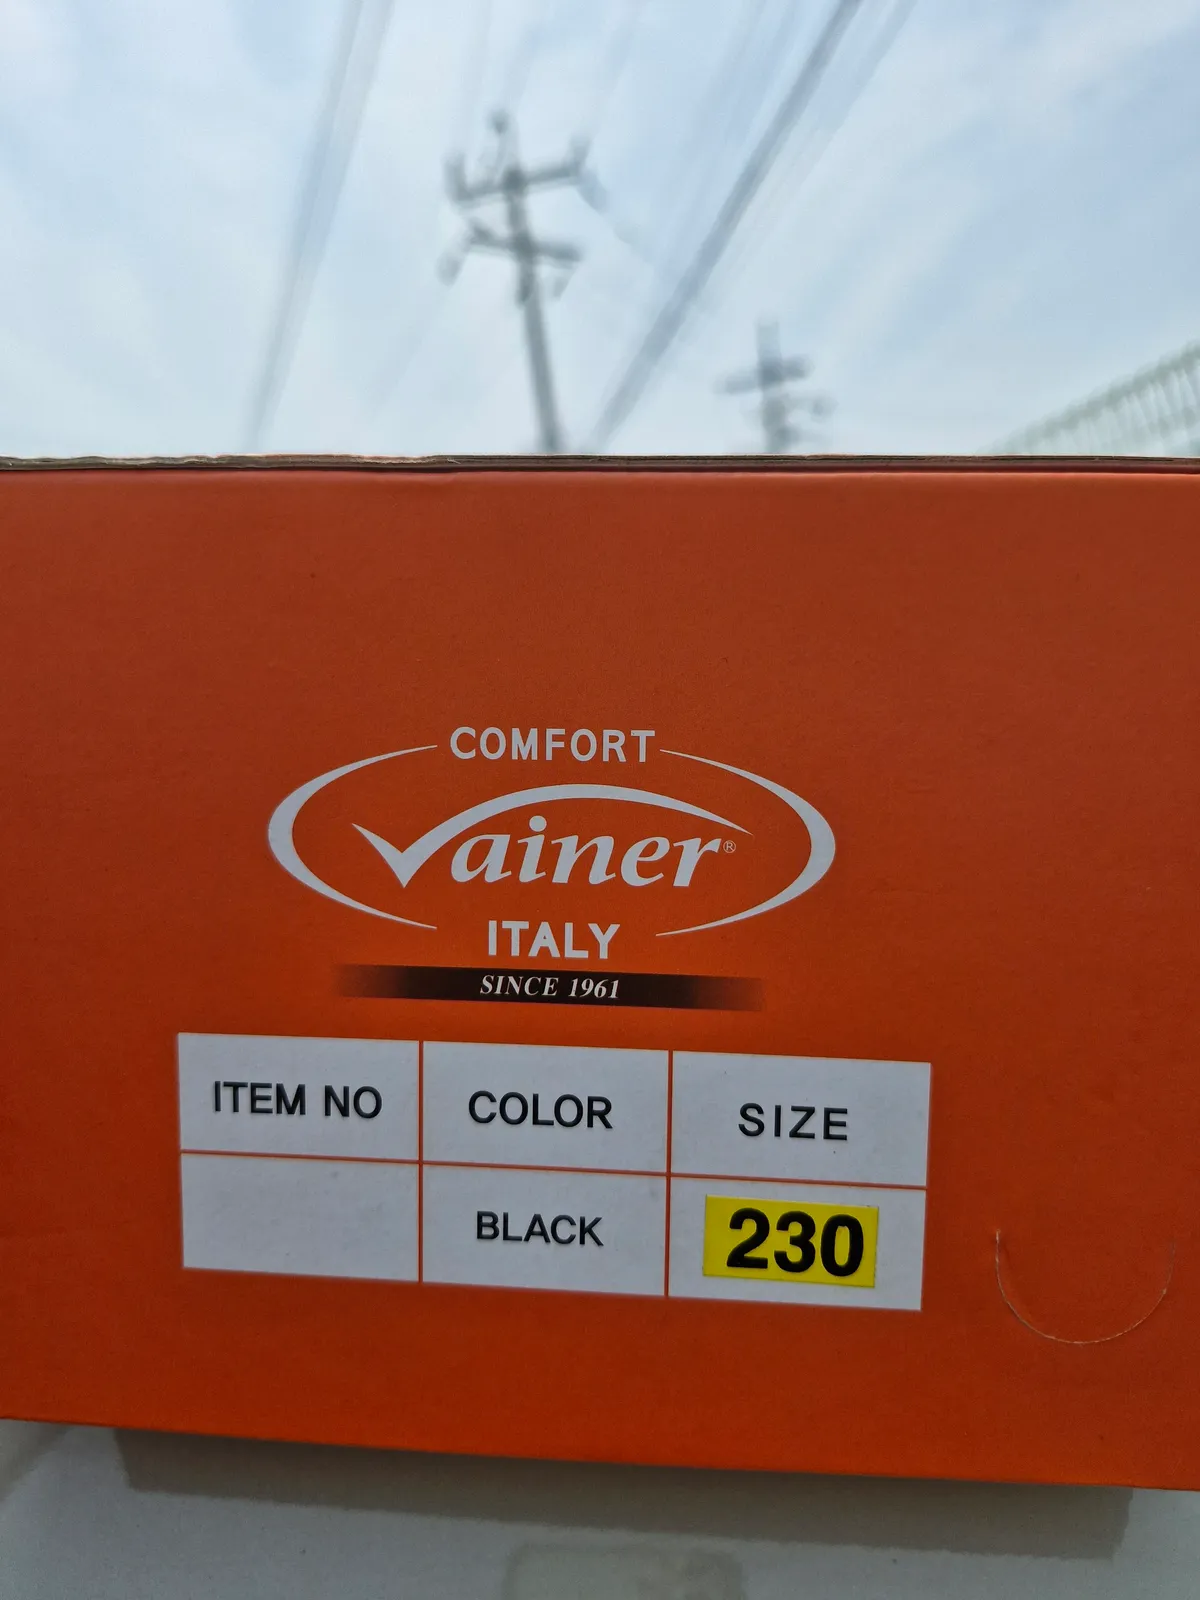 COMFORT
Vainer®
ITALY
SINCE 1961
ITEM NO COLOR SIZE
BLACK 230